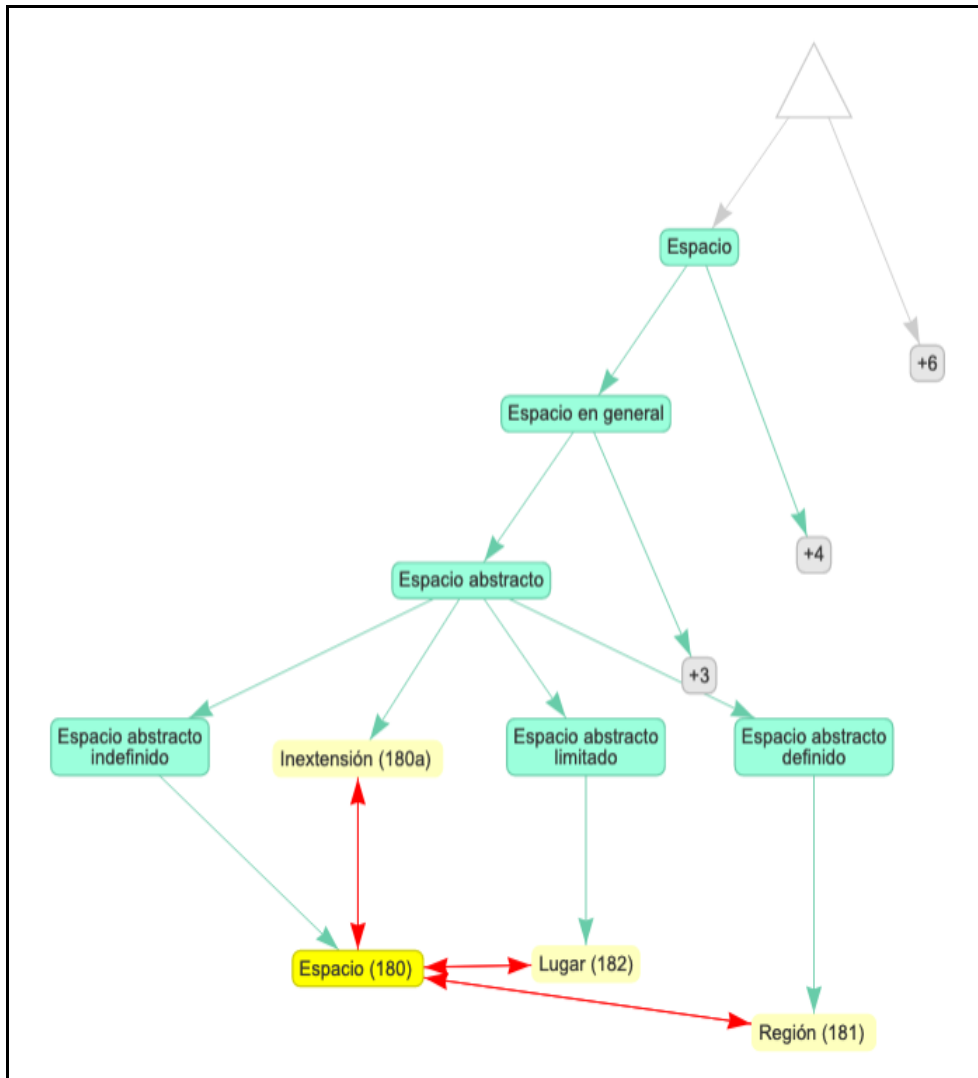 Espacio
+6
Espacio en general
+4
Espacio abstracto
+3
Espacio abstracto
indefinido
Inextensión (180a)
Espacio abstracto
limitado
Espacio abstracto
definido
Espacio (180)
Lugar (182)
Región (181)